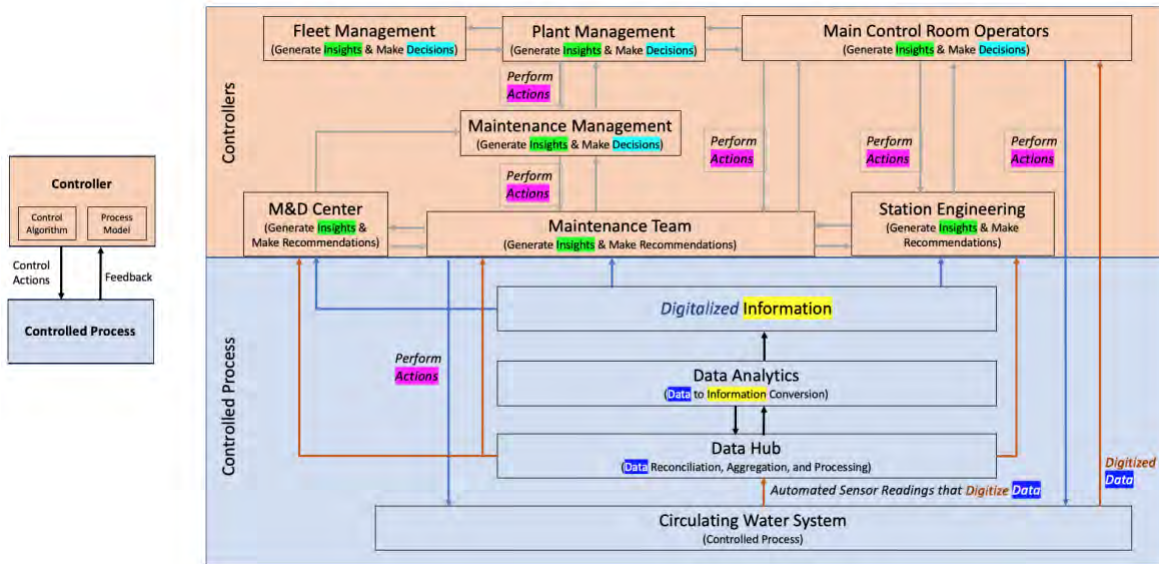 Controller
Control
Algorithm
Process
Model
Control
Actions
Feedback
Controlled Process
Controllers
Fleet Management
(Generate Insights & Make Decisions)
Plant Management
(Generate Insights & Make Decisions)
Main Control Room Operators
(Generate Insights & Make Decisions)
Perform
Actions
Maintenance Management
(Generate Insights & Make Decisions)
Perform
Actions
Perform
Actions
Perform
Actions
Perform
Actions
M&D Center
(Generate Insights &
Make Recommendations)
Maintenance Team
(Generate Insights & Make Recommendations)
Station Engineering
(Generate Insights & Make
Recommendations)
Controlled Process
Digitalized Information
Perform
Actions
Data Analytics
(Data to Information Conversion)
Data Hub
(Data Reconciliation, Aggregation, and Processing)
Automated Sensor Readings that Digitize Data
Digitized
Data
Circulating Water System
(Controlled Process)